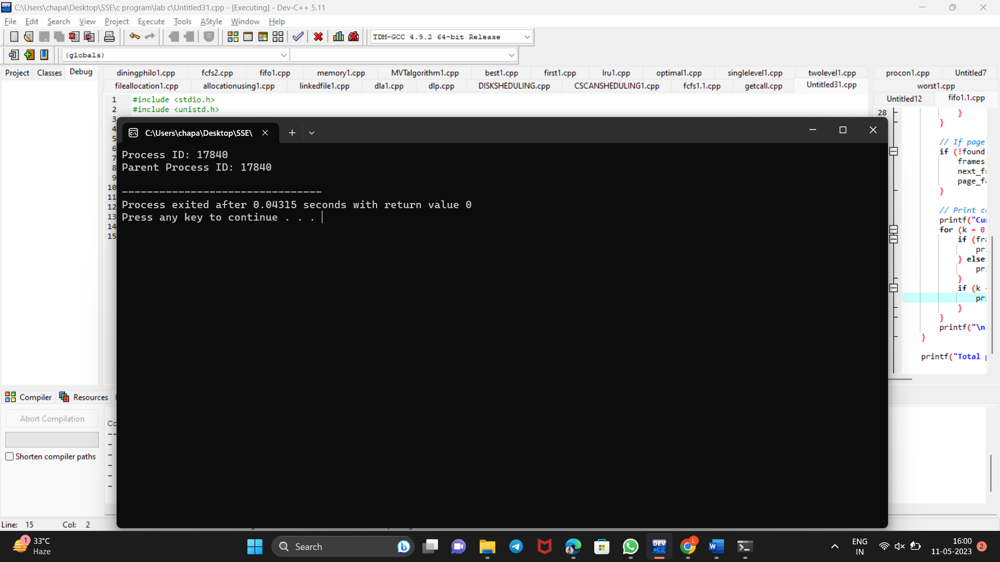 C:\Users\chapa\Desktop\SSE\c program\lab c\Untitled31.cpp - [Executing] - Dev-C++ 5.11
File Edit Search View Project Execute Tools AStyle Window Help
TDM-GCC 4.9.2 64-bit Release
(globals)
Project Classes Debug
diningphilo1.cpp fcfs2.cpp fifo1.cpp memory1.cpp MVTalgorithm1.cpp best1.cpp first1.cpp lru1.cpp optimal1.cpp singlelevel1.cpp twolevel1.cpp
fileallocation1.cpp allocationusing1.cpp linkedfile1.cpp dla1.cpp dlp.cpp DISKSHEDULING.cpp CSCANSHEDULING1.cpp fcfs1.1.cpp getcall.cpp Untitled31.cpp
procon1.cpp Untitled7
worst1.cpp
Untitled12 fifo1.1.cpp
1 #include <stdio.h>
2 #include <unistd.h>
3
4
5
6
7
8
9
10
11
12
13
14
15
C:\Users\chapa\Desktop\SSE\
Process ID: 17840
Parent Process ID: 17840
--------------------------------
Process exited after 0.04315 seconds with return value 0
Press any key to continue . . .
28 }
}
// If page
if (!found
frames
next_f
page_f
}
// Print c
printf("Cu
for (k = 0
if (fr
pr
} else
pr
}
if (k
pr
}
}
printf("\n
}
printf("Total
Compiler Resources
Abort Compilation
Shorten compiler paths
Co
Line: 15 Col: 2
1
33°C
Haze
Search
DEV
C++
L
W
ENG
IN
16:00
11-05-2023
2